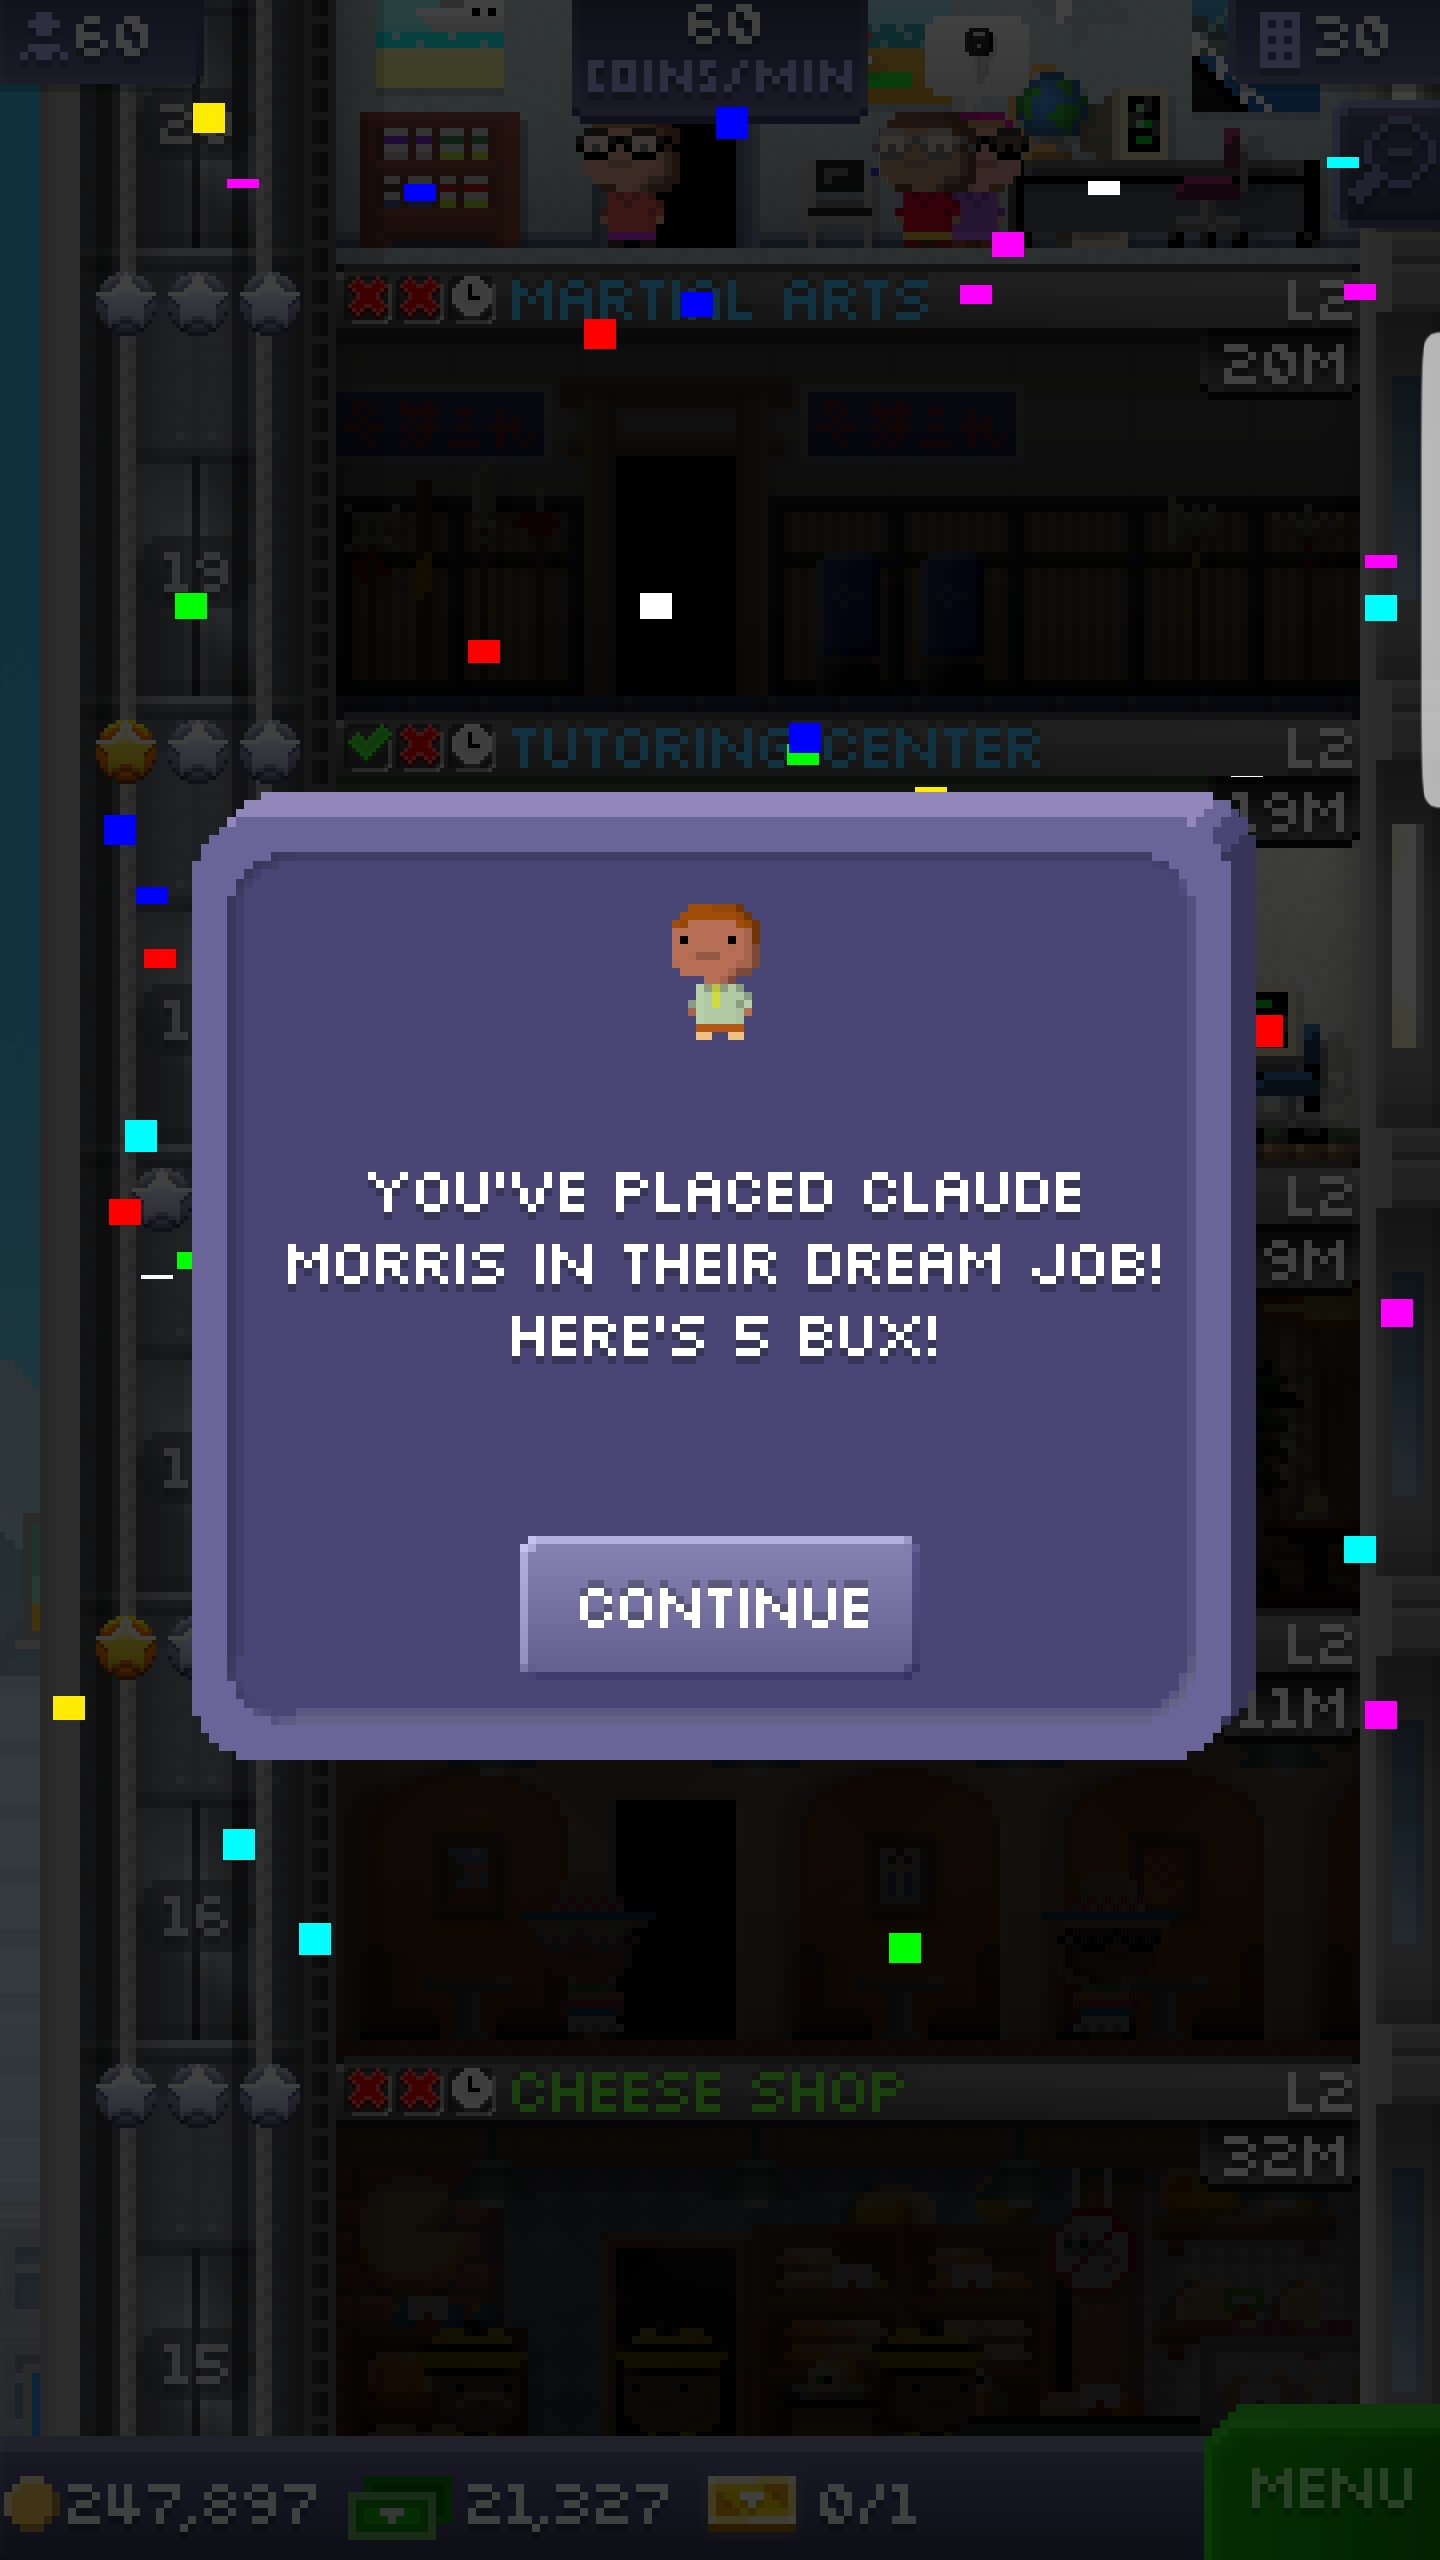 60
60
COINS/MIN
30
MARTIAL ARTS
L2
20M
19
TUTORING CENTER
L2
19M
L2
9M
YOU'VE PLACED CLAUDE
MORRIS IN THEIR DREAM JOB!
HERE'S 5 BUX!
CONTINUE
L2
11M
16
CHEESE SHOP
L2
32M
15
247,897
21,327
0/1
MENU